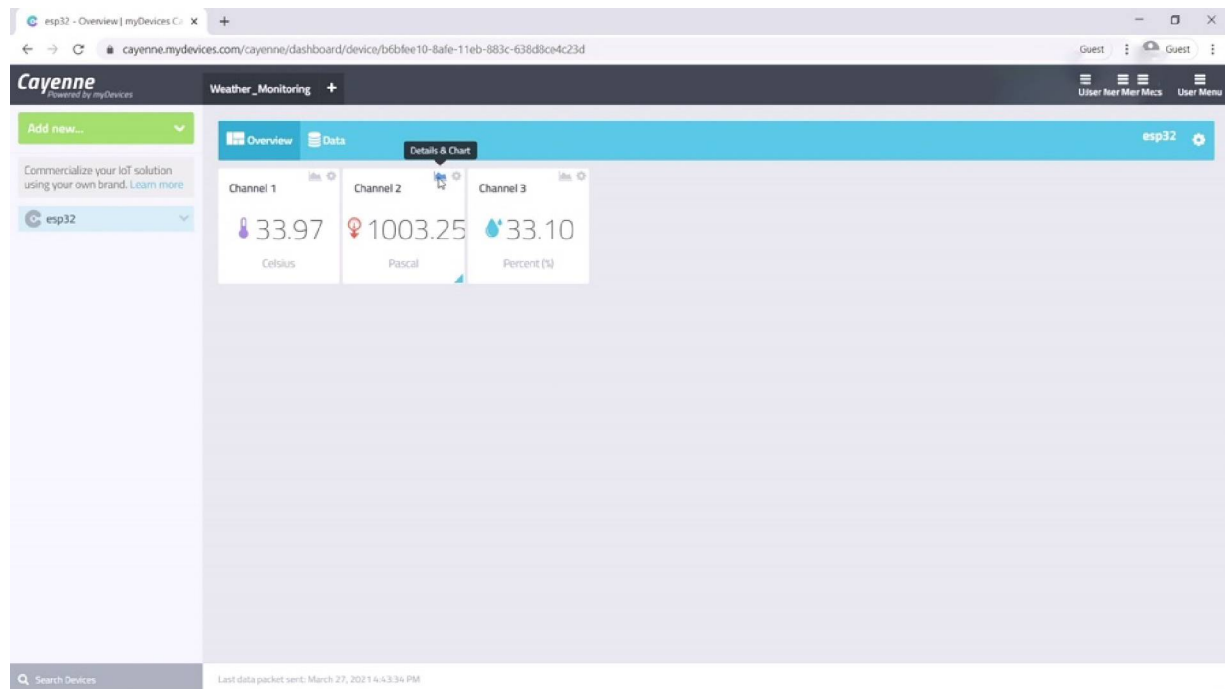 esp32 - Overview | myDevices Ca
cayenne.mydevices.com/cayenne/dashboard/device/b6bfee10-8afe-11eb-883c-638d8ce4c23d
Guest
Guest
Cayenne
Powered by myDevices
Weather_Monitoring +
User Menu
Add new...
Overview
Data
esp32
Details & Chart
Commercialize your IoT solution
using your own brand. Learn more
esp32
Channel 1
33.97
Celsius
Channel 2
1003.25
Pascal
Channel 3
33.10
Percent (%)
Search Devices
Last data packet sent: March 27, 2021 4:43:34 PM